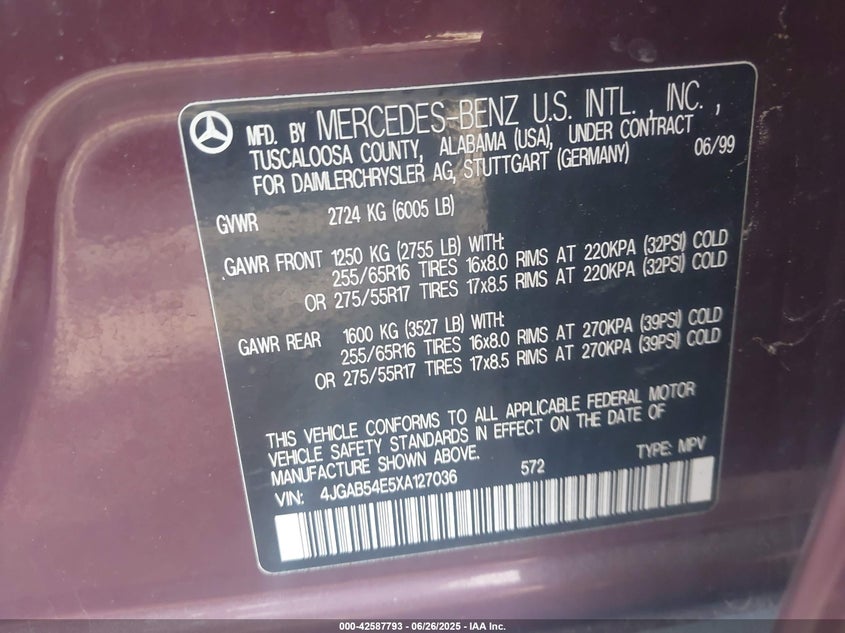 MFD. BY MERCEDES-BENZ U.S. INTL., INC.,
TUSCALOOSA COUNTY, ALABAMA (USA), UNDER CONTRACT
FOR DAIMLERCHRYSLER AG, STUTTGART (GERMANY) 06/99
GVWR 2724 KG (6005 LB)
GAWR FRONT 1250 KG (2755 LB) WITH:
255/65R16 TIRES 16x8.0 RIMS AT 220KPA (32PSI) COLD
OR 275/55R17 TIRES 17x8.5 RIMS AT 220KPA (32PSI) COLD
GAWR REAR 1600 KG (3527 LB) WITH:
255/65R16 TIRES 16x8.0 RIMS AT 270KPA (39PSI) COLD
OR 275/55R17 TIRES 17x8.5 RIMS AT 270KPA (39PSI) COLD
THIS VEHICLE CONFORMS TO ALL APPLICABLE FEDERAL MOTOR
VEHICLE SAFETY STANDARDS IN EFFECT ON THE DATE OF
MANUFACTURE SHOWN ABOVE.
VIN: 4JGAB54E5XA127036 572 TYPE: MPV
000-42587793 - 06/26/2025 - IAA Inc.